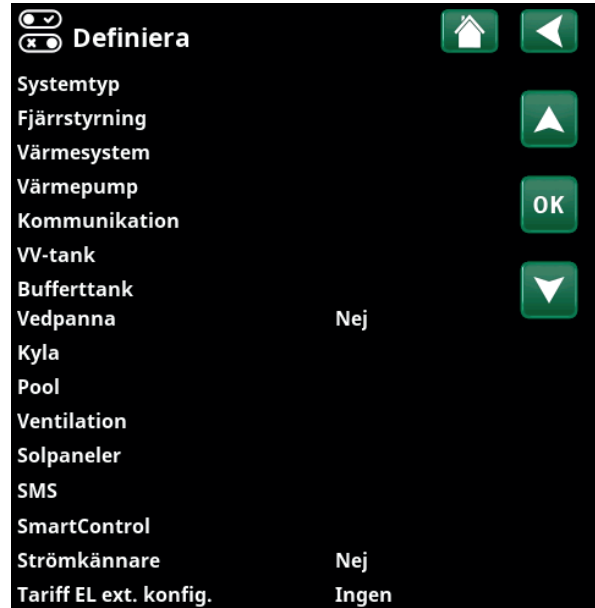 Definiera
Systemtyp
Fjärrstyrning
Värmesystem
Värmepump
OK
Kommunikation
VV-tank
Bufferttank
Vedpanna Nej
Kyla
Pool
Ventilation
Solpaneler
SMS
SmartControl
Strömkännare Nej
Tariff EL ext. konfig. Ingen